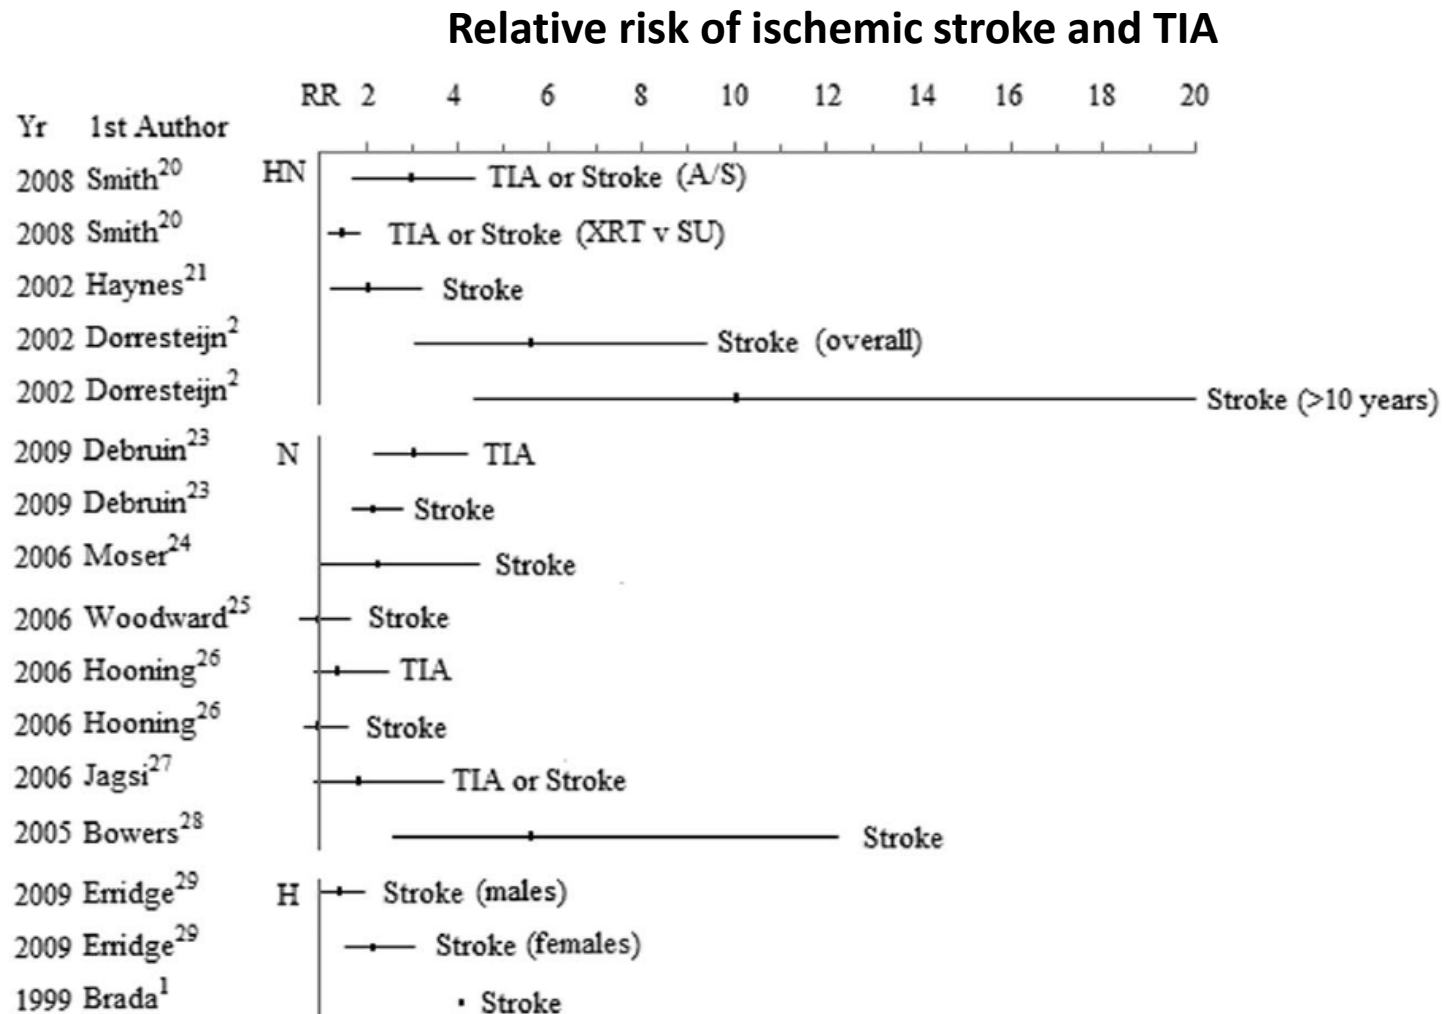 Relative risk of ischemic stroke and TIA
RR 2 4 6 8 10 12 14 16 18 20
Yr 1st Author
2008 Smith20 HN TIA or Stroke (A/S)
2008 Smith20 TIA or Stroke (XRT v SU)
2002 Haynes21 Stroke
2002 Dorresteijn2 Stroke (overall)
2002 Dorresteijn2 Stroke (>10 years)
2009 Debruin23 N TIA
2009 Debruin23 Stroke
2006 Moser24 Stroke
2006 Woodward25 Stroke
2006 Hooning26 TIA
2006 Hooning26 Stroke
2006 Jagsi27 TIA or Stroke
2005 Bowers28 Stroke
2009 Erridge29 H Stroke (males)
2009 Erridge29 Stroke (females)
1999 Brada1 Stroke